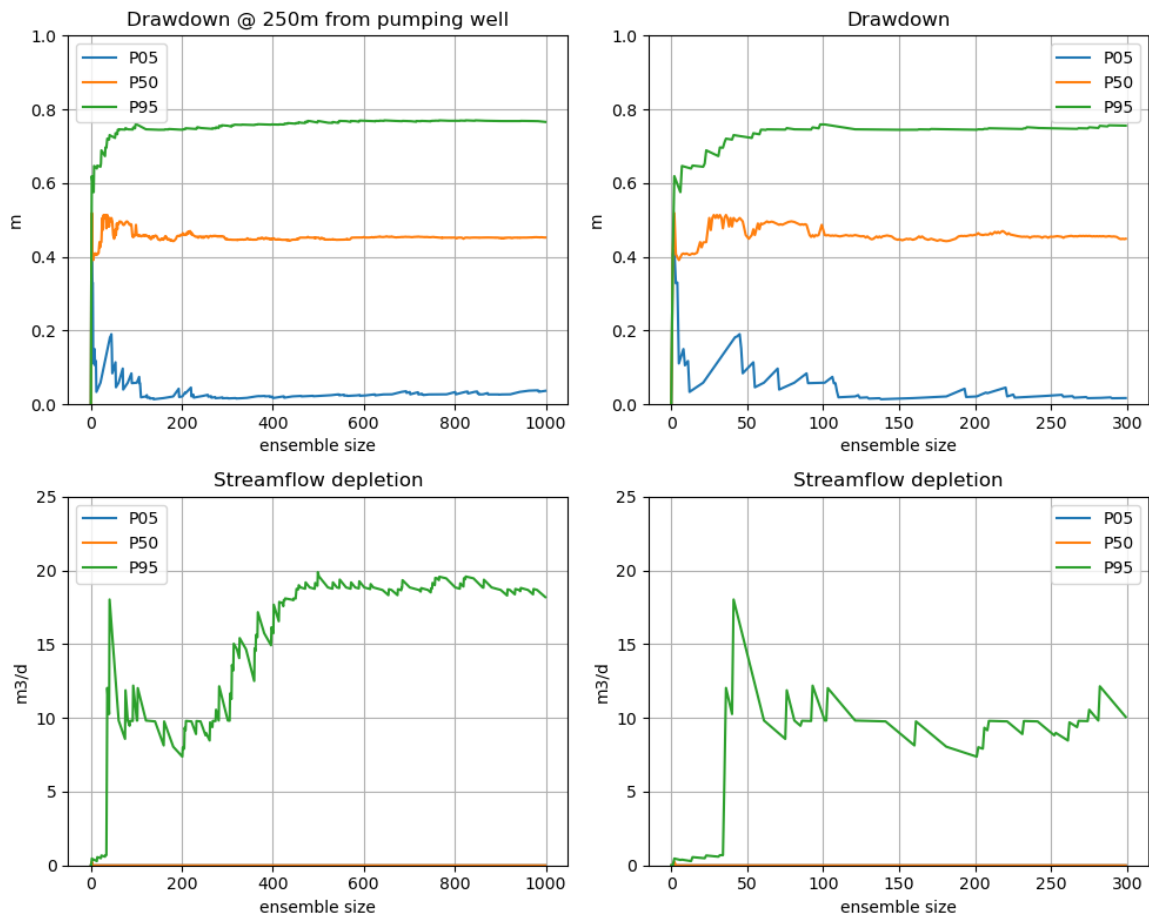 Drawdown @ 250m from pumping well
1.0
0.8
0.6
0.4
0.2
0.0
m
P05
P50
P95
0
200
400
600
800
1000
ensemble size
Drawdown
1.0
0.8
0.6
0.4
0.2
0.0
m
P05
P50
P95
0
50
100
150
200
250
300
ensemble size
Streamflow depletion
25
20
15
10
5
0
m3/d
P05
P50
P95
0
200
400
600
800
1000
ensemble size
Streamflow depletion
25
20
15
10
5
0
m3/d
P05
P50
P95
0
50
100
150
200
250
300
ensemble size